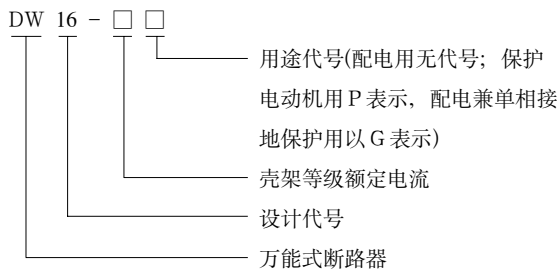 DW 16 - □ □
用途代号(配电用无代号；保护
电动机用 P 表示，配电兼单相接
地保护用以 G 表示)
壳架等级额定电流
设计代号
万能式断路器